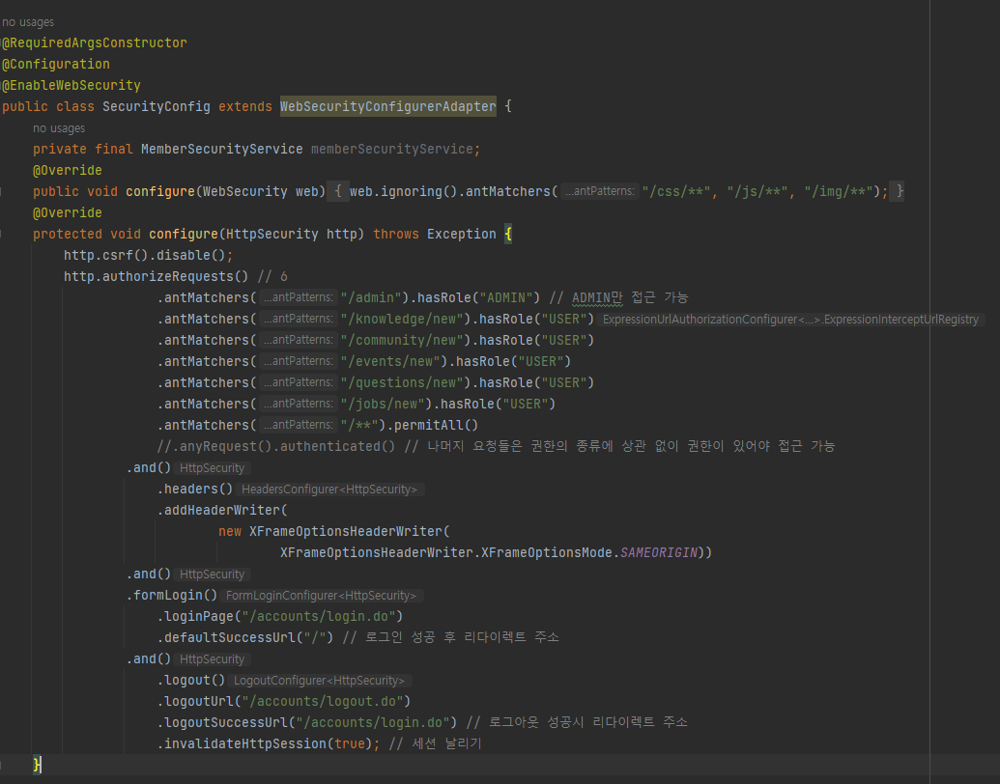 no usages
@RequiredArgsConstructor
@Configuration
@EnableWebSecurity
public class SecurityConfig extends WebSecurityConfigurerAdapter {
no usages
private final MemberSecurityService memberSecurityService;
@Override
public void configure(WebSecurity web) { web.ignoring().antMatchers( ...antPatterns: "/css/**", "/js/**", "/img/**"); }
@Override
protected void configure(HttpSecurity http) throws Exception {
http.csrf().disable();
http.authorizeRequests() // 6
.antMatchers( ...antPatterns: "/admin").hasRole("ADMIN") // ADMIN만 접근 가능
.antMatchers( ...antPatterns: "/knowledge/new").hasRole("USER") ExpressionUrlAuthorizationConfigurer<...>.ExpressionInterceptUrlRegistry
.antMatchers( ...antPatterns: "/community/new").hasRole("USER")
.antMatchers( ...antPatterns: "/events/new").hasRole("USER")
.antMatchers( ...antPatterns: "/questions/new").hasRole("USER")
.antMatchers( ...antPatterns: "/jobs/new").hasRole("USER")
.antMatchers( ...antPatterns: "/**").permitAll()
//.anyRequest().authenticated() // 나머지 요청들은 권한의 종류에 상관 없이 권한이 있어야 접근 가능
.and() HttpSecurity
.headers() HeadersConfigurer<HttpSecurity>
.addHeaderWriter(
new XFrameOptionsHeaderWriter(
XFrameOptionsHeaderWriter.XFrameOptionsMode.SAMEORIGIN))
.and() HttpSecurity
.formLogin() FormLoginConfigurer<HttpSecurity>
.loginPage("/accounts/login.do")
.defaultSuccessUrl("/") // 로그인 성공 후 리다이렉트 주소
.and() HttpSecurity
.logout() LogoutConfigurer<HttpSecurity>
.logoutUrl("/accounts/logout.do")
.logoutSuccessUrl("/accounts/login.do") // 로그아웃 성공시 리다이렉트 주소
.invalidateHttpSession(true); // 세션 날리기
}